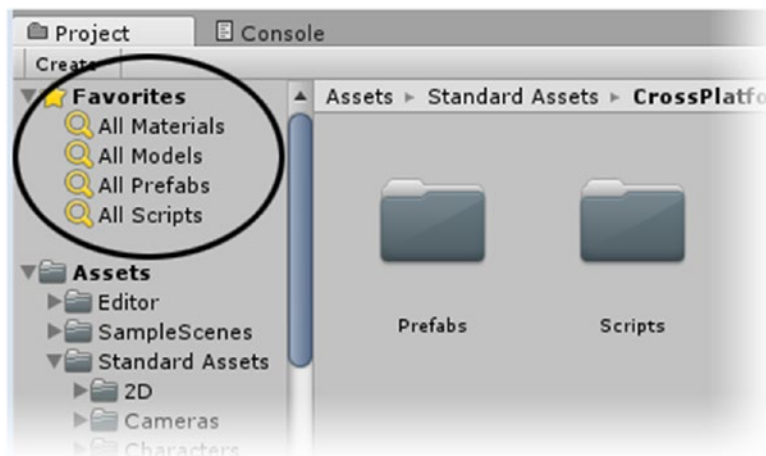 Project
Console
Create
Favorites
All Materials
All Models
All Prefabs
All Scripts
Assets
Editor
SampleScenes
Standard Assets
2D
Cameras
Characters
Assets ▸ Standard Assets ▸ CrossPlatfo
Prefabs
Scripts